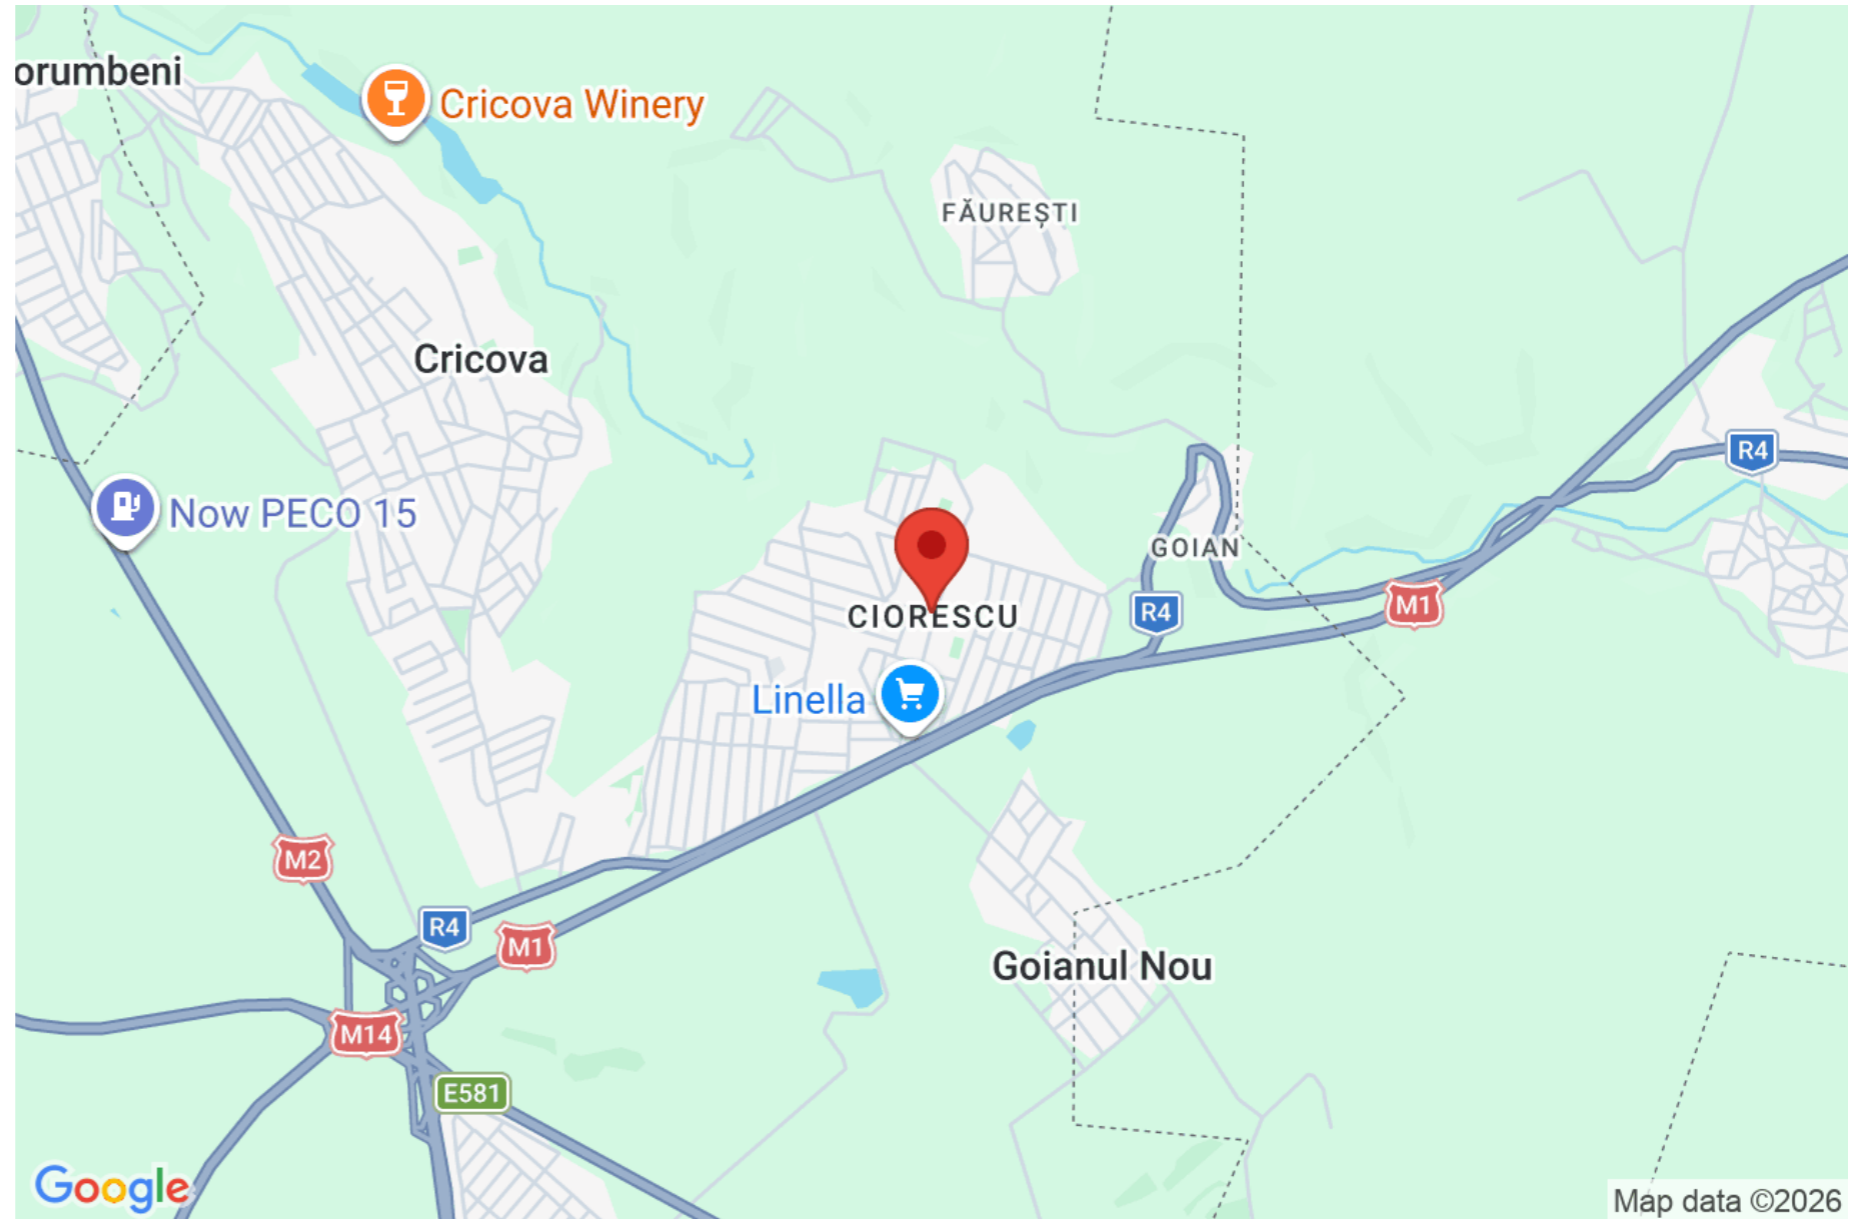 orumbeni
Cricova Winery
FĂUREȘTI
Cricova
R4
Now PECO 15
GOIAN
CIORESCU
R4
M1
Linella
M2
R4
M1
Goianul Nou
M14
E581
Google
Map data ©2026